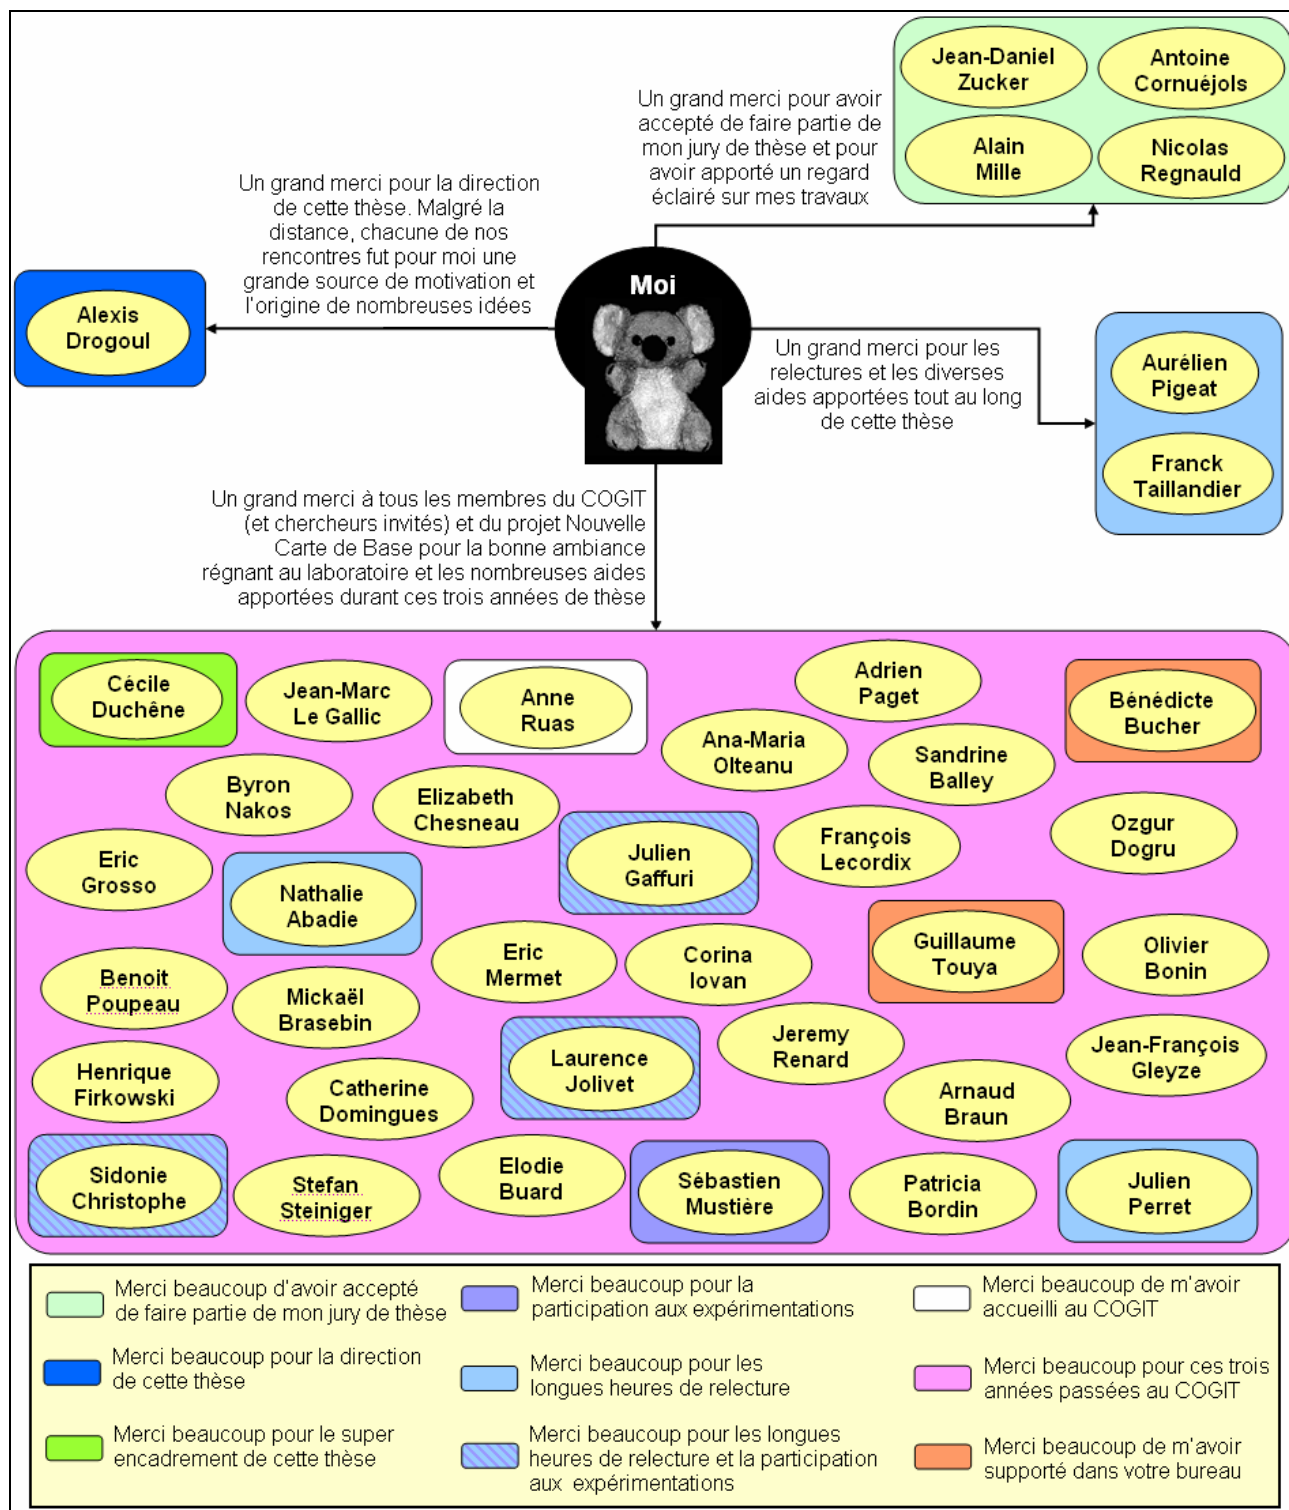 Jean-Daniel
Zucker
Antoine
Cornuéjols
Alain
Mille
Nicolas
Regnauld
Un grand merci pour avoir
accepté de faire partie de
mon jury de thèse et pour
avoir apporté un regard
éclairé sur mes travaux
Un grand merci pour la direction
de cette thèse. Malgré la
distance, chacune de nos
rencontres fut pour moi une
grande source de motivation et
l'origine de nombreuses idées
Moi
Alexis
Drogoul
Un grand merci pour les
relectures et les diverses
aides apportées tout au long
de cette thèse
Aurélien
Pigeat
Franck
Taillandier
Un grand merci à tous les membres du COGIT
(et chercheurs invités) et du projet Nouvelle
Carte de Base pour la bonne ambiance
régnant au laboratoire et les nombreuses aides
apportées durant ces trois années de thèse
Cécile
Duchêne
Jean-Marc
Le Gallic
Anne
Ruas
Adrien
Paget
Bénédicte
Bucher
Ana-Maria
Olteanu
Sandrine
Balley
Byron
Nakos
Elizabeth
Chesneau
Ozgur
Dogru
Eric
Grosso
Julien
Gaffuri
François
Lecordix
Nathalie
Abadie
Guillaume
Touya
Olivier
Bonin
Eric
Mermet
Corina
Iovan
Benoit
Poupeau
Mickaël
Brasebin
Jeremy
Renard
Jean-François
Gleyze
Laurence
Jolivet
Henrique
Firkowski
Catherine
Domingues
Arnaud
Braun
Sidonie
Christophe
Stefan
Steiniger
Elodie
Buard
Sébastien
Mustière
Patricia
Bordin
Julien
Perret
Merci beaucoup d'avoir accepté
de faire partie de mon jury de thèse
Merci beaucoup pour la
participation aux expérimentations
Merci beaucoup de m'avoir
accueilli au COGIT
Merci beaucoup pour la direction
de cette thèse
Merci beaucoup pour les
longues heures de relecture
Merci beaucoup pour ces trois
années passées au COGIT
Merci beaucoup pour le super
encadrement de cette thèse
Merci beaucoup pour les longues
heures de relecture et la participation
aux expérimentations
Merci beaucoup de m'avoir
supporté dans votre bureau